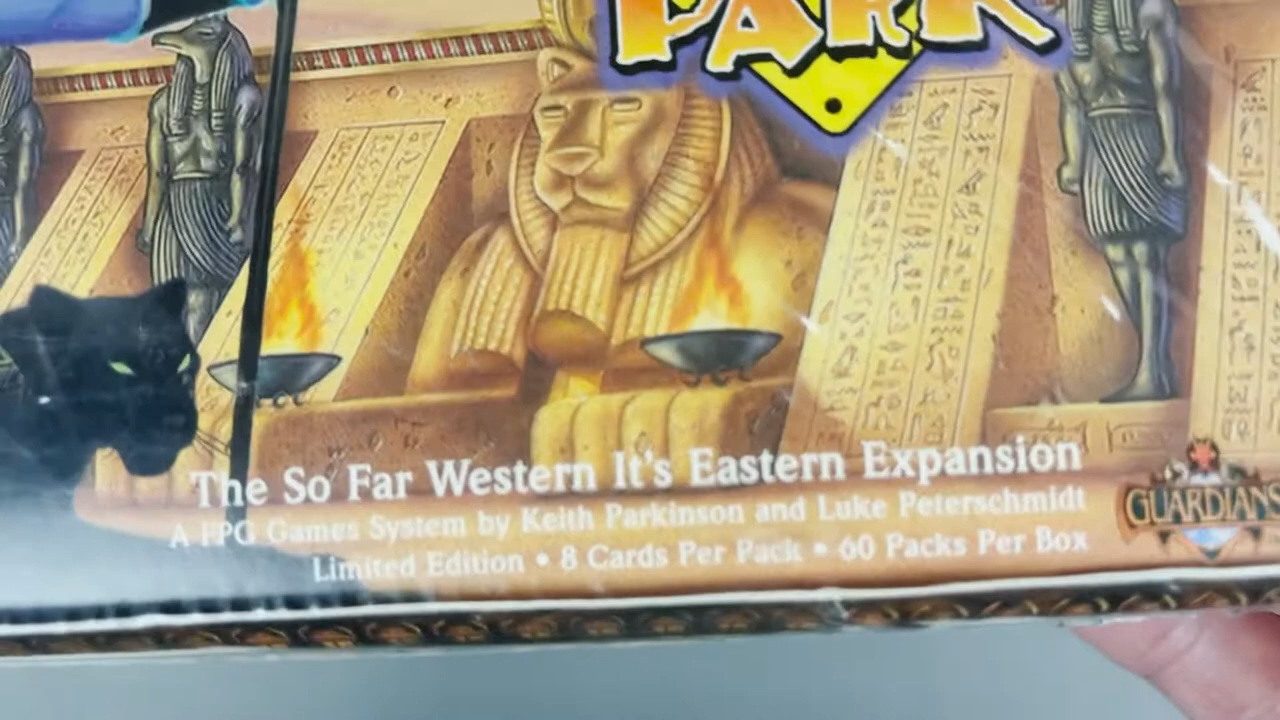 PARK
The So Far Western It's Eastern Expansion
A FPG Games System by Keith Parkinson and Luke Peterschmidt
Limited Edition • 8 Cards Per Pack • 60 Packs Per Box
GUARDIANS